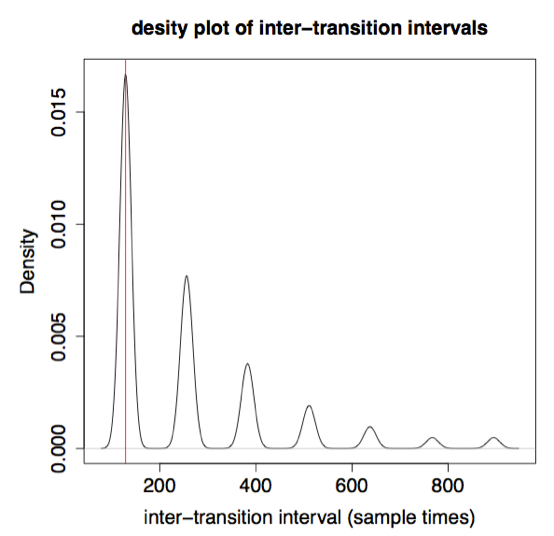 desity plot of inter−transition intervals
Density
0.015
0.010
0.005
0.000
200 400 600 800
inter−transition interval (sample times)